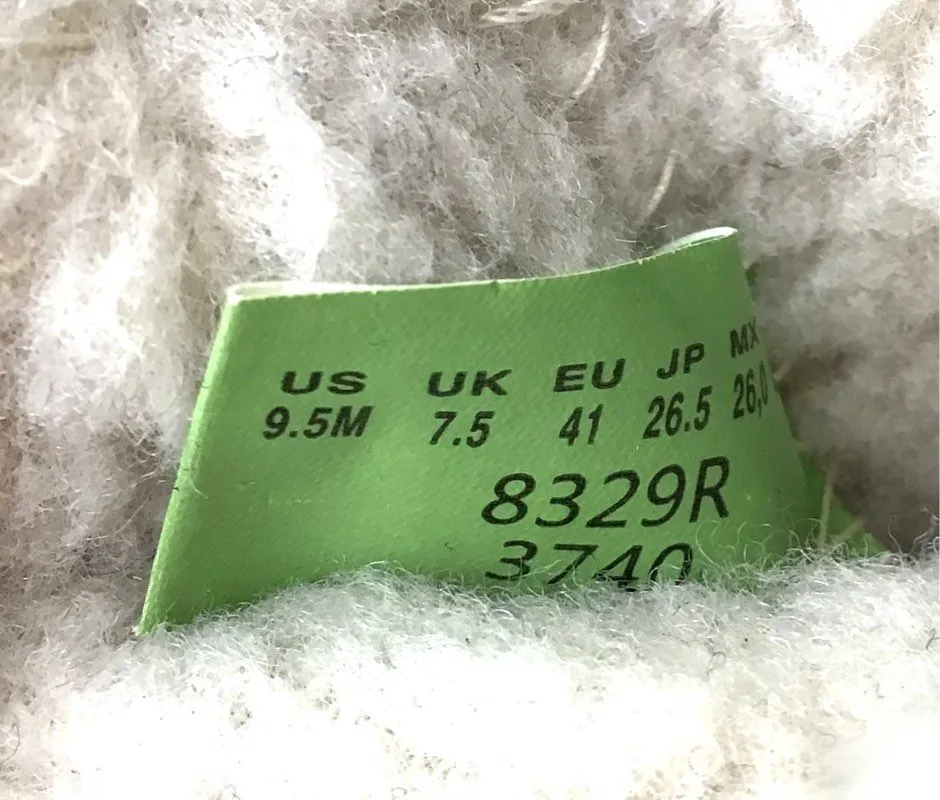 US UK EU JP MX
9.5M 7.5 41 26.5 26,0
8329R
3740